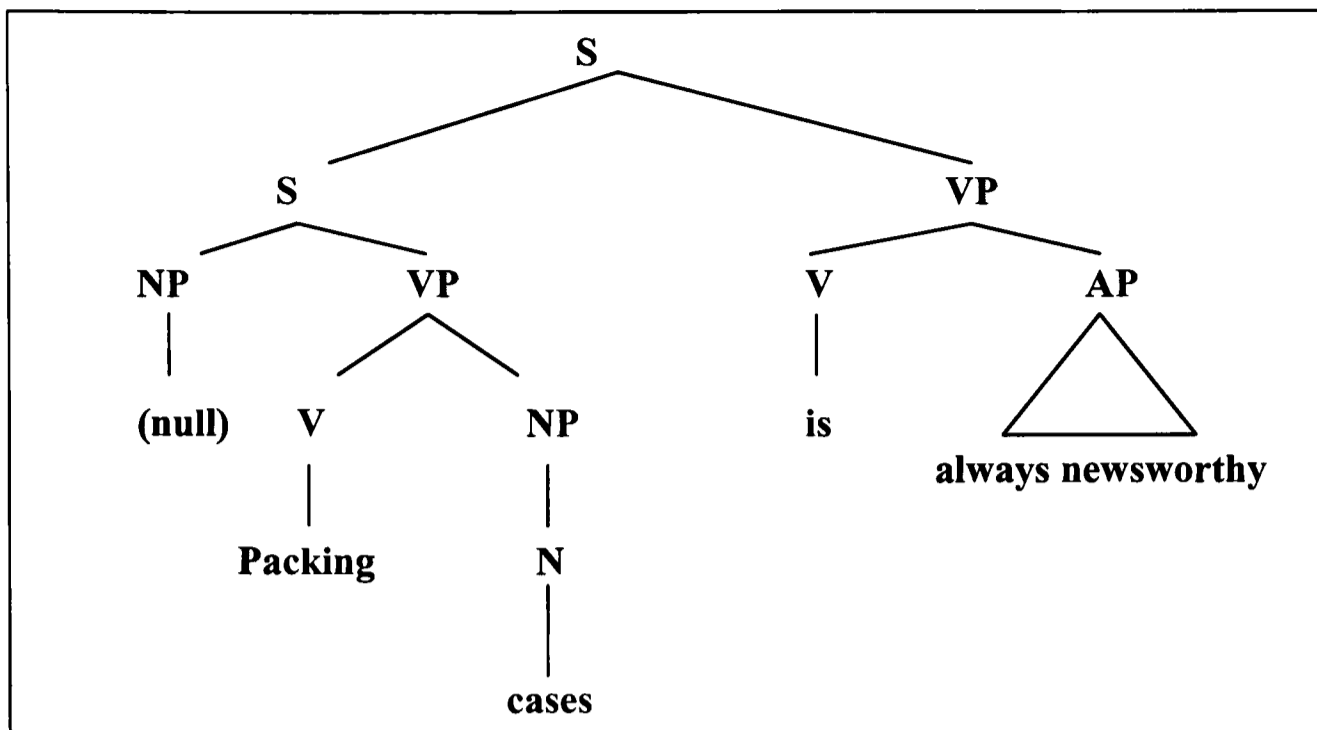 S
S VP
NP VP V AP
(null) V NP is
always newsworthy
Packing N
cases